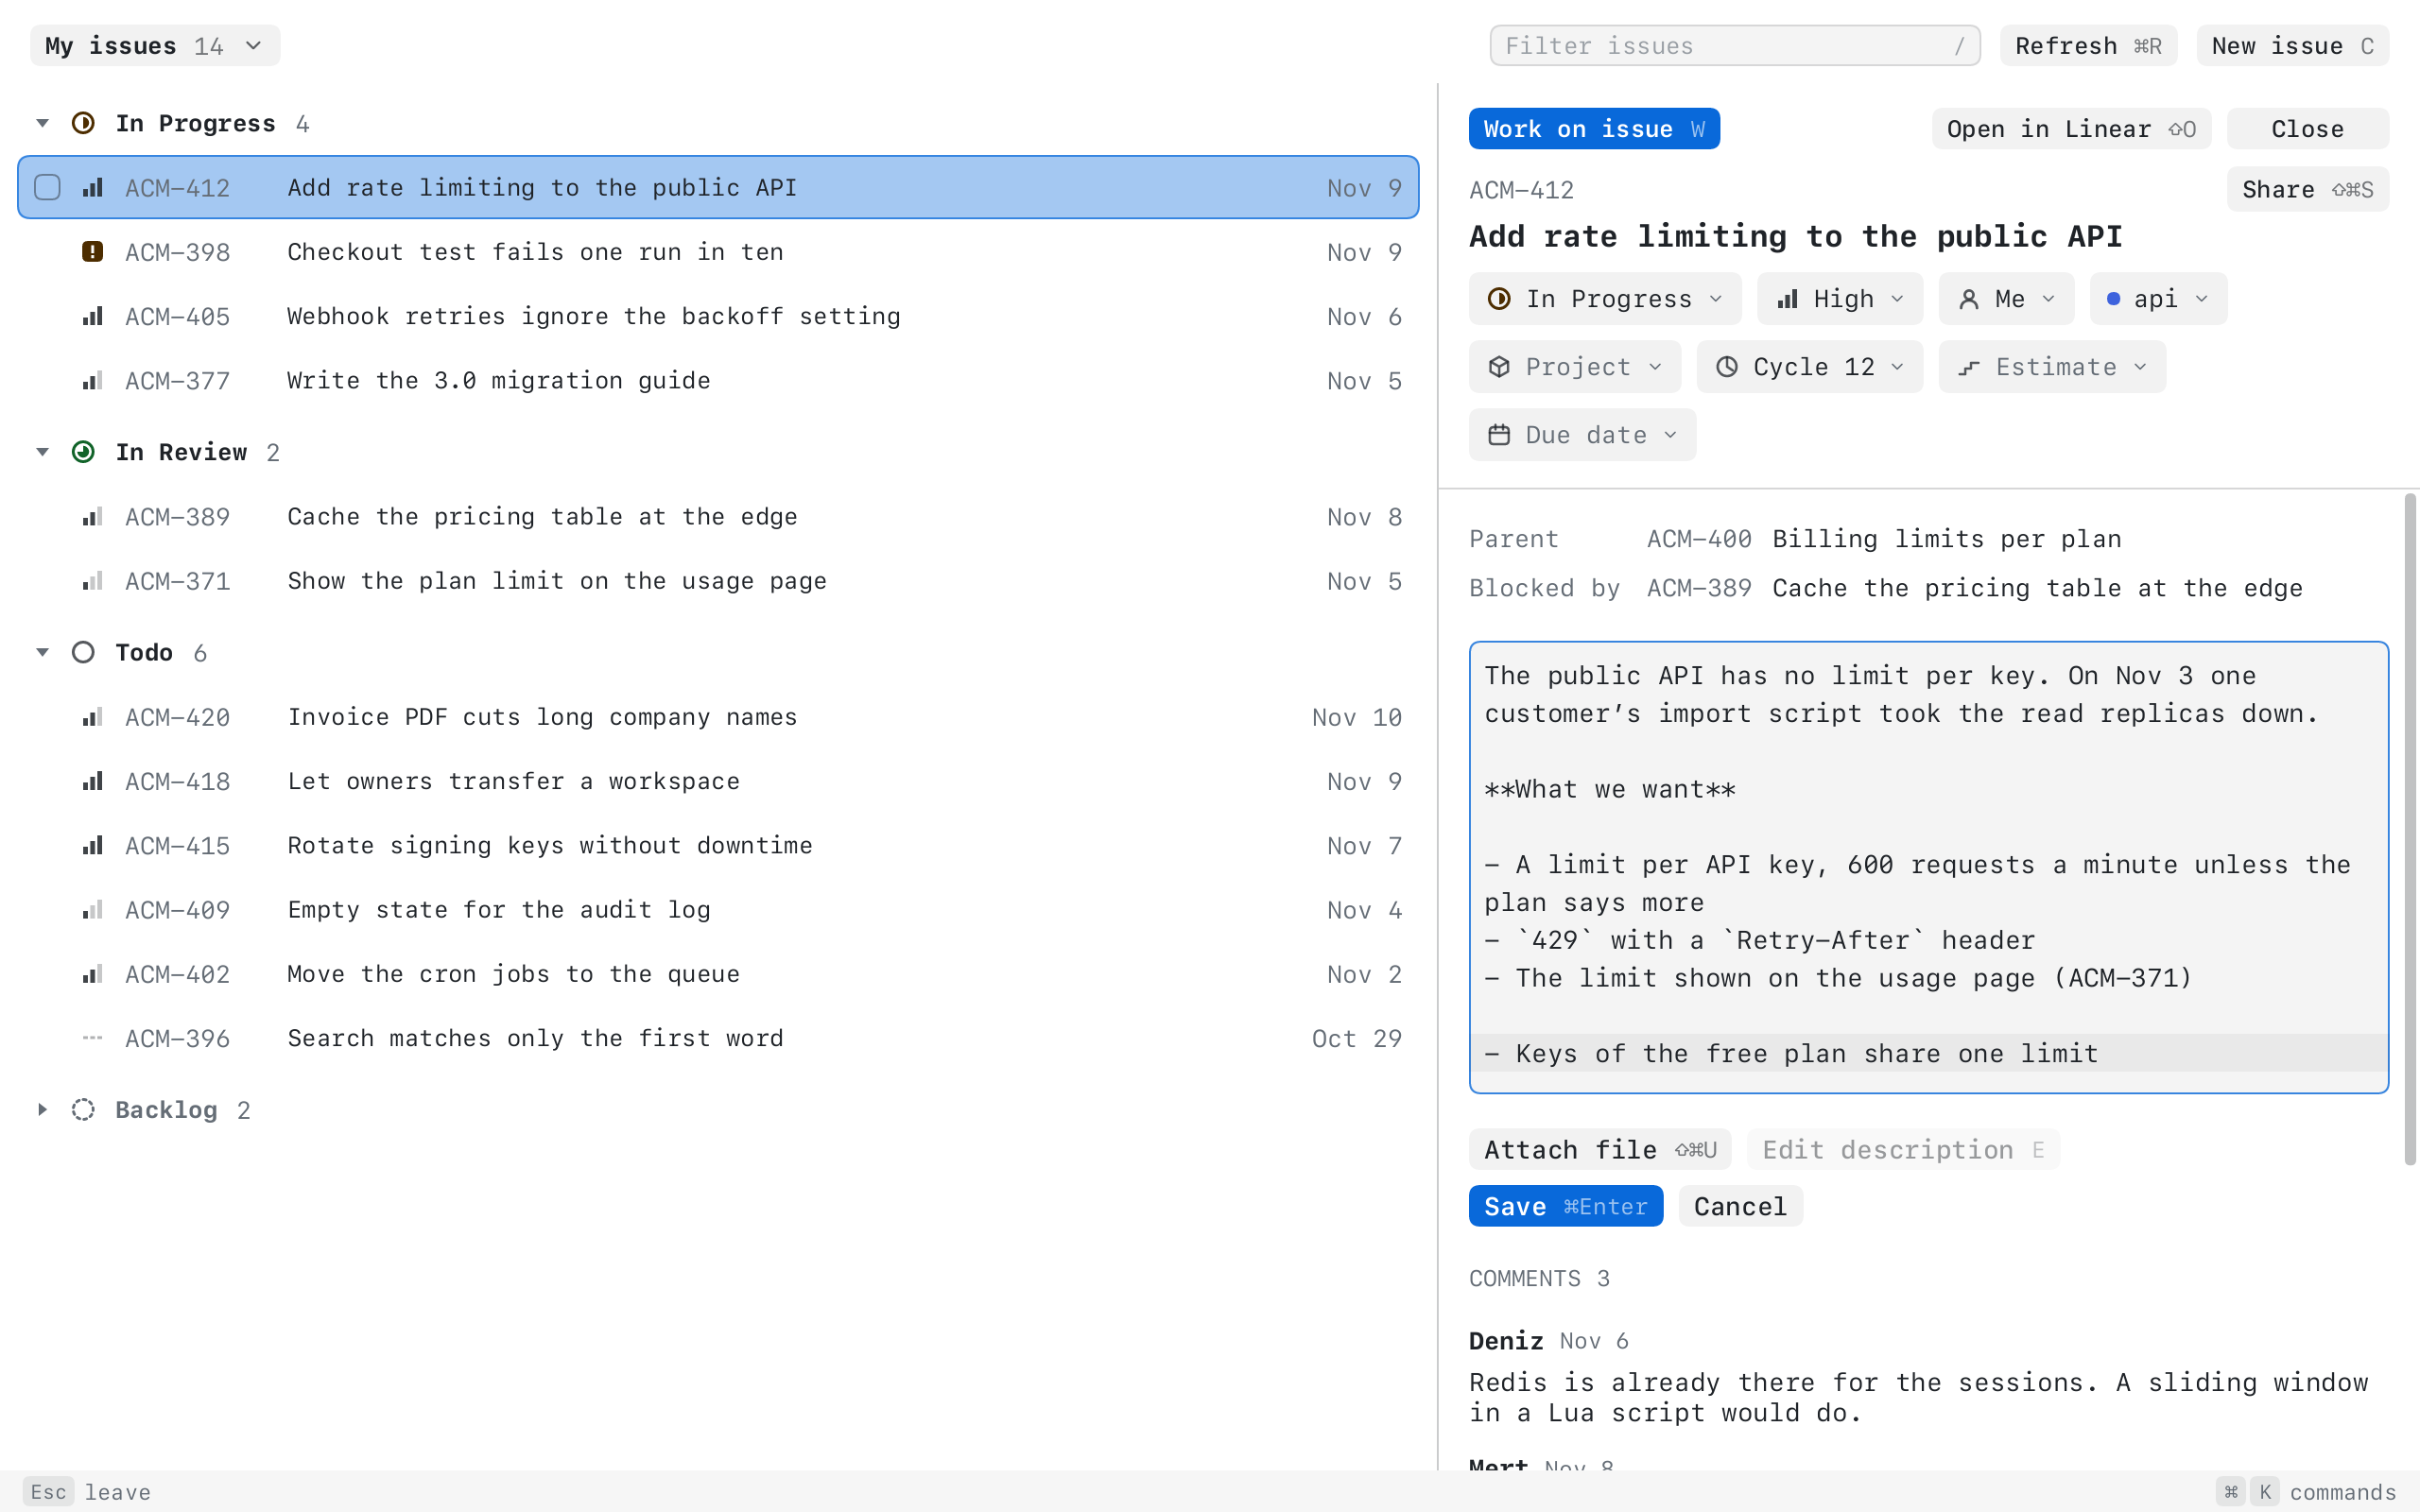 My issues 14
Filter issues /
Refresh ⌘R
New issue C
In Progress 4
ACM-412 Add rate limiting to the public API Nov 9
ACM-398 Checkout test fails one run in ten Nov 9
ACM-405 Webhook retries ignore the backoff setting Nov 6
ACM-377 Write the 3.0 migration guide Nov 5
In Review 2
ACM-389 Cache the pricing table at the edge Nov 8
ACM-371 Show the plan limit on the usage page Nov 5
Todo 6
ACM-420 Invoice PDF cuts long company names Nov 10
ACM-418 Let owners transfer a workspace Nov 9
ACM-415 Rotate signing keys without downtime Nov 7
ACM-409 Empty state for the audit log Nov 4
ACM-402 Move the cron jobs to the queue Nov 2
ACM-396 Search matches only the first word Oct 29
Backlog 2
Work on issue W
Open in Linear ⇧O
Close
ACM-412
Share ⇧⌘S
Add rate limiting to the public API
In Progress
High
Me
api
Project
Cycle 12
Estimate
Due date
Parent ACM-400 Billing limits per plan
Blocked by ACM-389 Cache the pricing table at the edge
The public API has no limit per key. On Nov 3 one
customer’s import script took the read replicas down.
**What we want**
- A limit per API key, 600 requests a minute unless the
plan says more
- `429` with a `Retry-After` header
- The limit shown on the usage page (ACM-371)
- Keys of the free plan share one limit
Attach file ⇧⌘U
Edit description E
Save ⌘Enter
Cancel
COMMENTS 3
Deniz Nov 6
Redis is already there for the sessions. A sliding window
in a Lua script would do.
Mert Nov 8
Esc leave
⌘ K commands